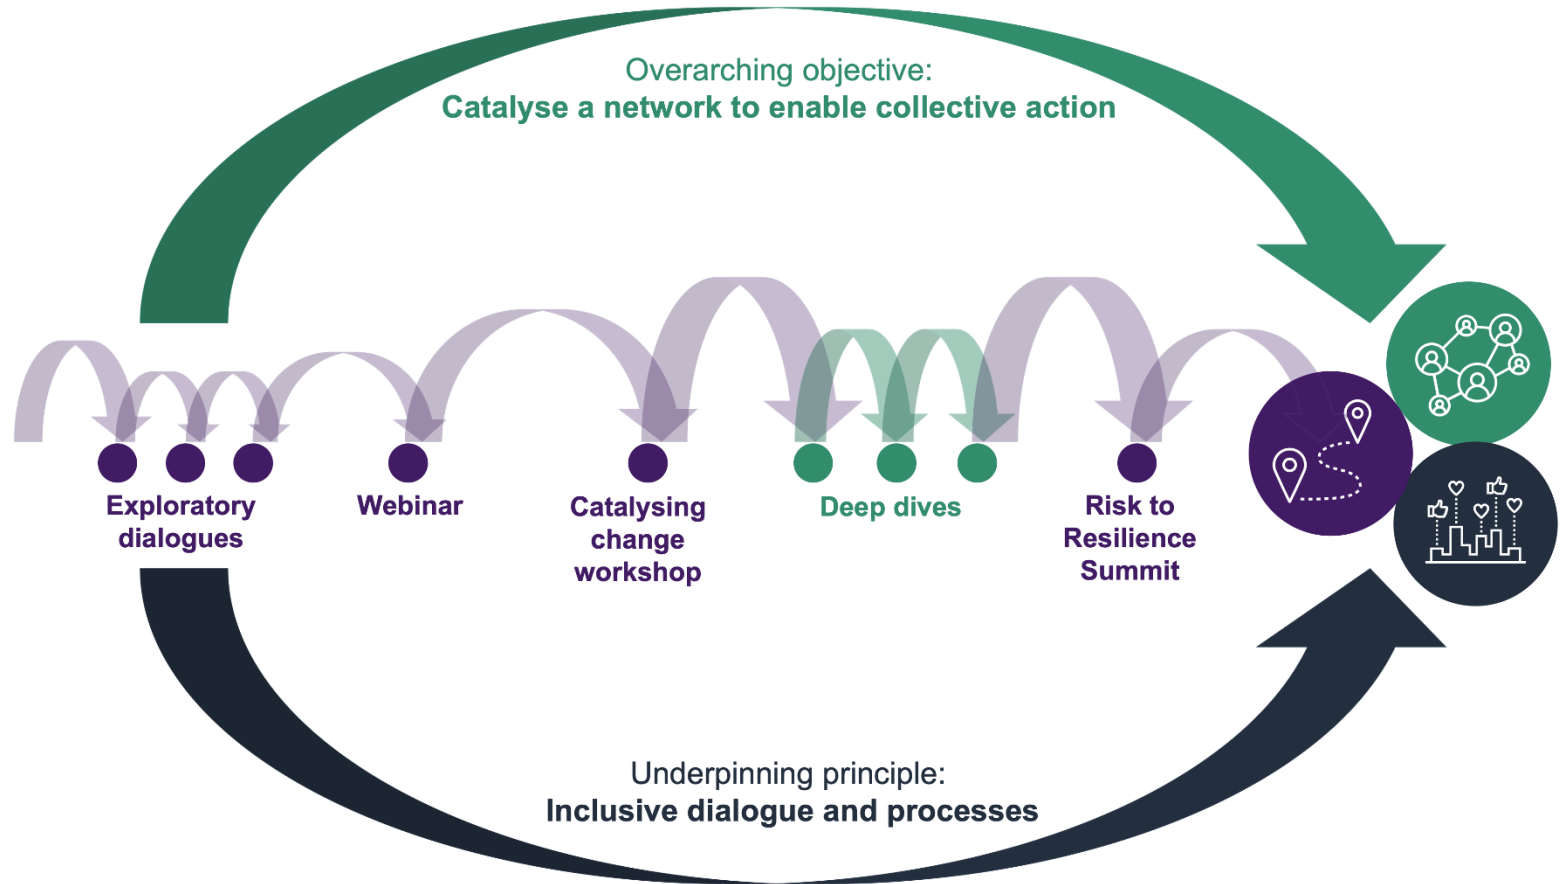 Overarching objective:
Catalyse a network to enable collective action
Exploratory
dialogues
Webinar
Catalysing
change
workshop
Deep dives
Risk to
Resilience
Summit
Underpinning principle:
Inclusive dialogue and processes